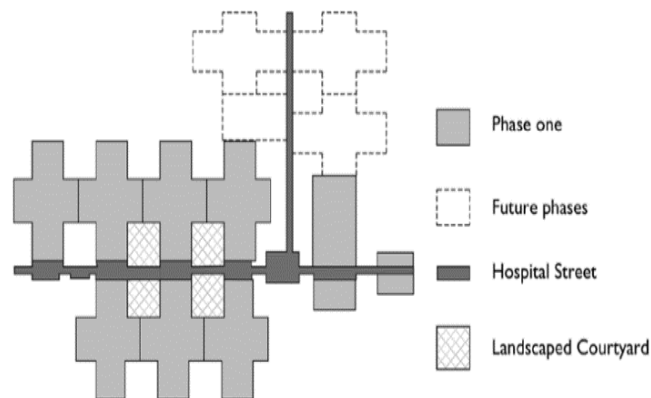 Phase one
Future phases
Hospital Street
Landscaped Courtyard